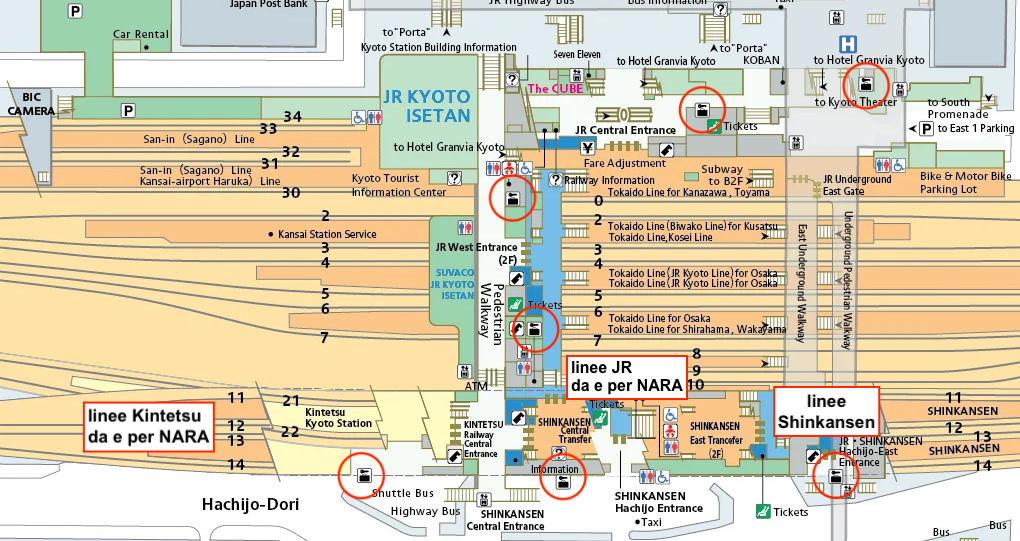 Japan Post Bank
JR Highway Bus
Bus Information
Taxi
P
Car Rental
to "Porta"
Kyoto Station Building Information
Seven Eleven
to "Porta"
KOBAN
to Hotel Granvia Kyoto
H
to Hotel Granvia Kyoto
BIC
CAMERA
P
The CUBE
to Kyoto Theater
to South
Promenade
P to East 1 Parking
JR KYOTO
ISETAN
34
33
San-in (Sagano) Line
32
31
San-in (Sagano) Line
Kansai-airport Haruka) Line
30
JR Central Entrance
Tickets
to Hotel Granvia Kyoto
¥
Fare Adjustment
Kyoto Tourist
Information Center
?
Railway Information
Subway
to B2F
JR Underground
East Gate
Bike & Motor Bike
Parking Lot
0
Tokaido Line for Kanazawa, Toyama
2
Kansai Station Service
3
4
5
6
7
2
Tokaido Line(Biwako Line)for Kusatsu
Tokaido Line,Kosei Line
3
4
Tokaido Line(JR Kyoto Line)for Osaka
Tokaido Line(JR Kyoto Line)for Osaka
5
6
Tokaido Line for Osaka
Tokaido Line for Shirahama, Wakayama
7
8
9
10
JR West Entrance
(2F)
SUVACO
JR KYOTO
ISETAN
Pedestrian
Walkway
Tickets
East Underground Walkway
Underground Pedestrian Walkway
ATM
linee JR
da e per NARA
linee
Shinkansen
linee Kintetsu
da e per NARA
11
12
13
14
21
22
Kintetsu
Kyoto Station
KINTETSU
Railway
Central
Entrance
SHINKANSEN
Central
Transfer
Tickets
SHINKANSEN
East Trancefer
(2F)
11
SHINKANSEN
12
13
SHINKANSEN
14
JR・SHINKANSEN
Hachijo-East
Entrance
Information
Hachijo-Dori
Shuttle Bus
Highway Bus
SHINKANSEN
Central Entrance
SHINKANSEN
Hachijo Entrance
Taxi
Tickets
Bus
Bus